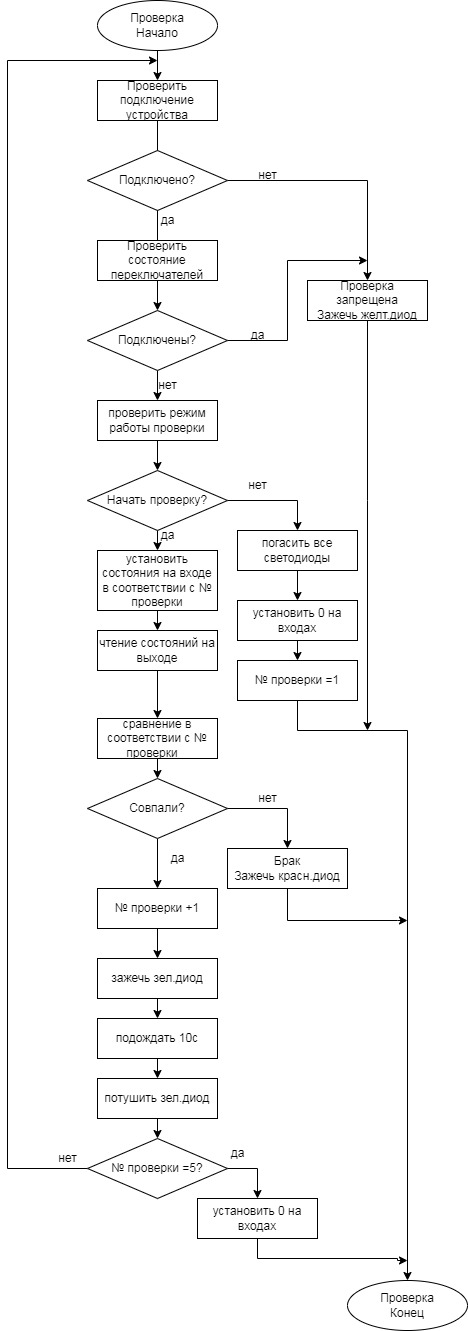 Проверка
Начало
Проверить
подключение
устройства
Подключено?
нет
да
Проверить
состояние
переключателей
Проверка
запрещена
Зажечь желт.диод
Подключены?
да
нет
проверить режим
работы проверки
Начать проверку?
нет
да
погасить все
светодиоды
установить
состояния на входе
в соответствии с №
проверки
установить 0 на
входах
чтение состояний на
выходе
№ проверки =1
сравнение в
соответствии с №
проверки
Совпали?
нет
да
Брак
Зажечь красн.диод
№ проверки +1
зажечь зел.диод
подождать 10с
потушить зел.диод
нет
№ проверки =5?
да
установить 0 на
входах
Проверка
Конец